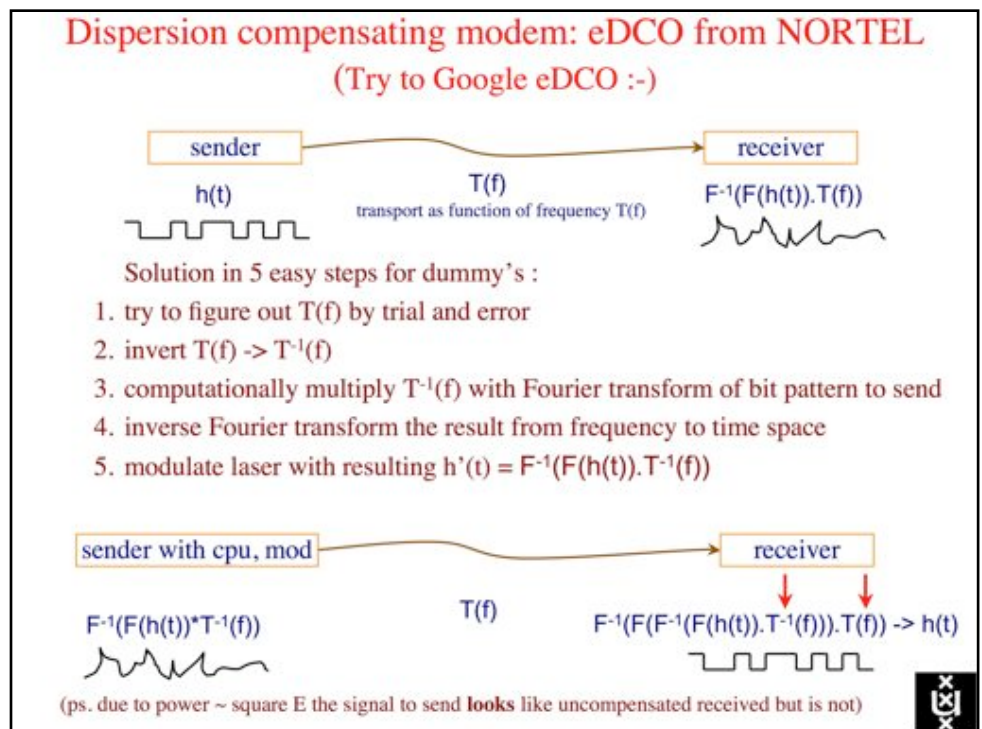 Dispersion compensating modem: eDCO from NORTEL
(Try to Google eDCO :-)
sender
receiver
h(t)
T(f)
transport as function of frequency T(f)
F⁻¹(F(h(t)).T(f))
Solution in 5 easy steps for dummy's :
1. try to figure out T(f) by trial and error
2. invert T(f) -> T⁻¹(f)
3. computationally multiply T⁻¹(f) with Fourier transform of bit pattern to send
4. inverse Fourier transform the result from frequency to time space
5. modulate laser with resulting h'(t) = F⁻¹(F(h(t)).T⁻¹(f))
sender with cpu, mod
receiver
F⁻¹(F(h(t))*T⁻¹(f))
T(f)
F⁻¹(F(F⁻¹(F(h(t)).T⁻¹(f))).T(f)) -> h(t)
(ps. due to power ~ square E the signal to send looks like uncompensated received but is not)